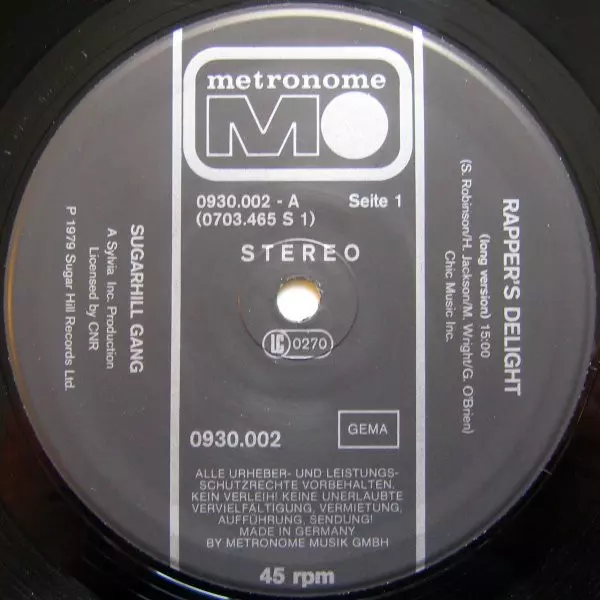 metronome
M
0930.002 - A Seite 1
(0703.465 S 1)
STEREO
LC 0270
0930.002
GEMA
ALLE URHEBER- UND LEISTUNGS-
SCHUTZRECHTE VORBEHALTEN.
KEIN VERLEIH! KEINE UNERLAUBTE
VERVIELFÄLTIGUNG, VERMIETUNG,
AUFFÜHRUNG, SENDUNG!
MADE IN GERMANY
BY METRONOME MUSIK GMBH
45 rpm
RAPPER'S DELIGHT
(long version) 15:00
(S. Robinson/H. Jackson/M. Wright/G. O'Brien)
Chic Music Inc.
SUGARHILL GANG
A Sylvia Inc. Production
Licensed by CNR
P 1979 Sugar Hill Records Ltd.